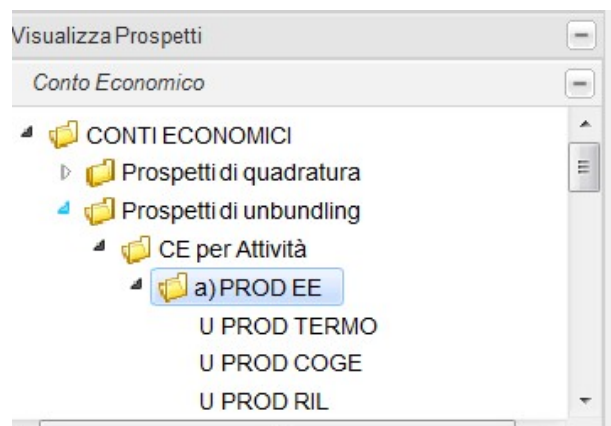 Visualizza Prospetti
Conto Economico
CONTI ECONOMICI
Prospetti di quadratura
Prospetti di unbundling
CE per Attività
a) PROD EE
U PROD TERMO
U PROD COGE
U PROD RIL